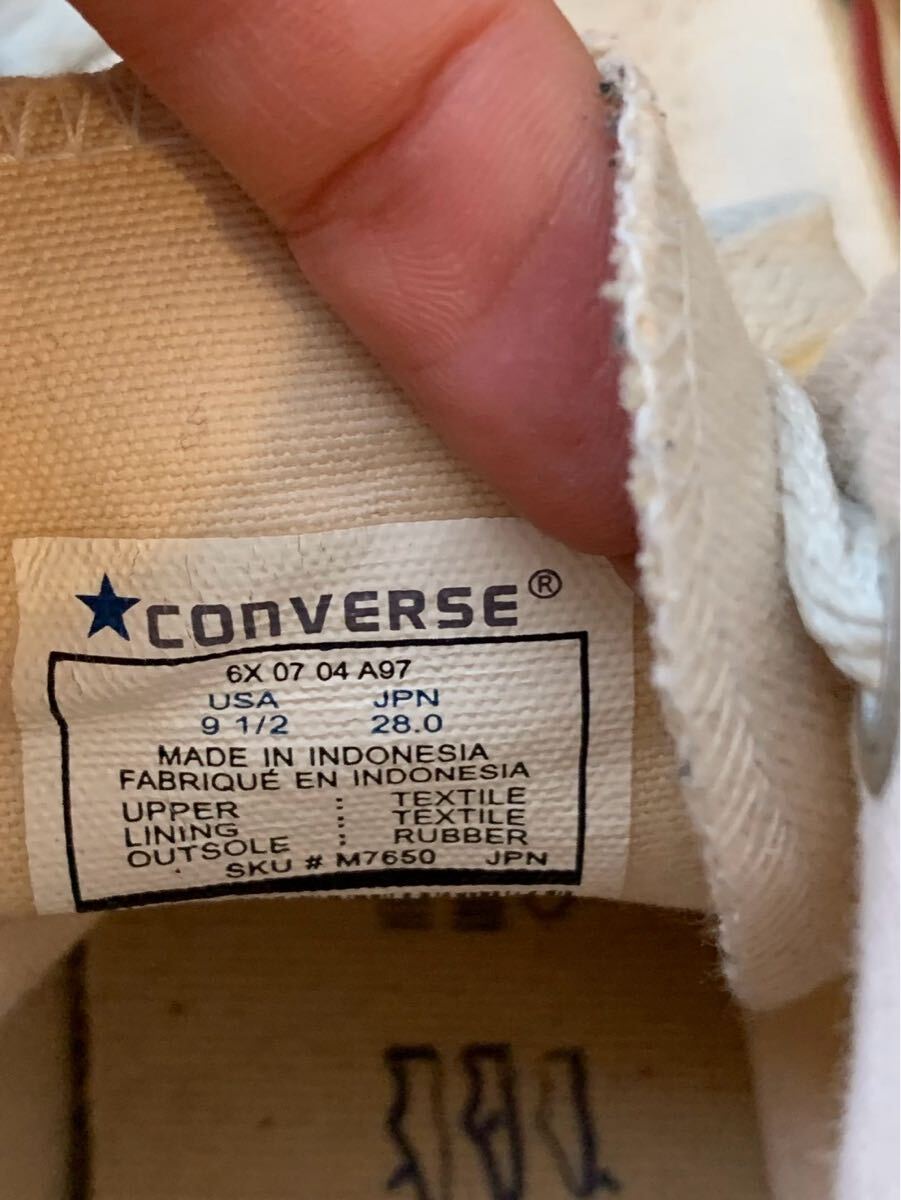 CONVERSE®
6X 07 04 A97
USA JPN
9 1/2 28.0
MADE IN INDONESIA
FABRIQUÉ EN INDONESIA
UPPER : TEXTILE
LINING : TEXTILE
OUTSOLE : RUBBER
SKU # M7650 JPN